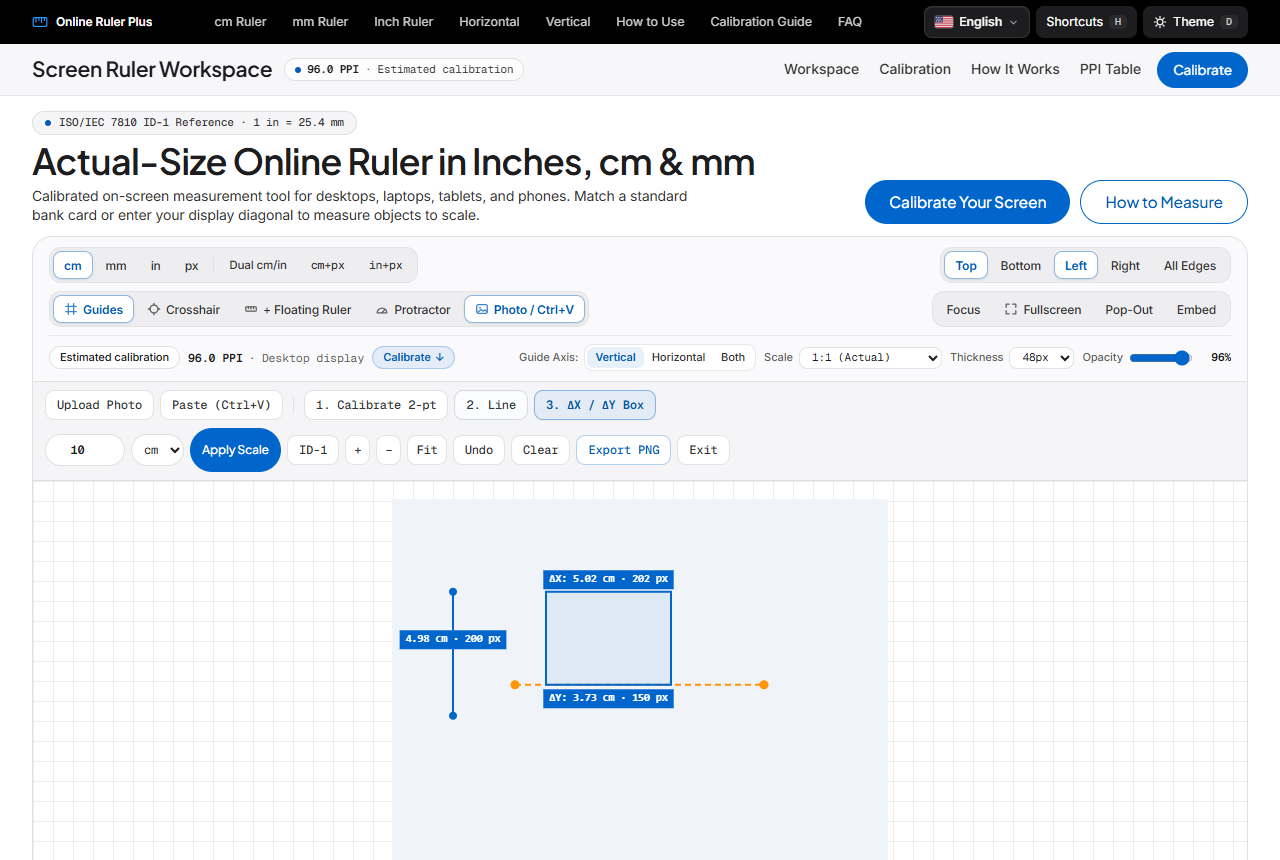 Online Ruler Plus cm Ruler mm Ruler Inch Ruler Horizontal Vertical How to Use Calibration Guide FAQ English Shortcuts H Theme D
Screen Ruler Workspace 96.0 PPI · Estimated calibration Workspace Calibration How It Works PPI Table Calibrate
ISO/IEC 7810 ID-1 Reference · 1 in = 25.4 mm
Actual-Size Online Ruler in Inches, cm & mm
Calibrated on-screen measurement tool for desktops, laptops, tablets, and phones. Match a standard
bank card or enter your display diagonal to measure objects to scale.
Calibrate Your Screen How to Measure
cm mm in px Dual cm/in cm+px in+px Top Bottom Left Right All Edges
Guides Crosshair + Floating Ruler Protractor Photo / Ctrl+V Focus Fullscreen Pop-Out Embed
Estimated calibration 96.0 PPI · Desktop display Calibrate ↓ Guide Axis: Vertical Horizontal Both Scale 1:1 (Actual) Thickness 48px Opacity 96%
Upload Photo Paste (Ctrl+V) 1. Calibrate 2-pt 2. Line 3. ΔX / ΔY Box
10 cm Apply Scale ID-1 + − Fit Undo Clear Export PNG Exit
ΔX: 5.02 cm · 202 px
4.98 cm · 200 px
ΔY: 3.73 cm · 150 px